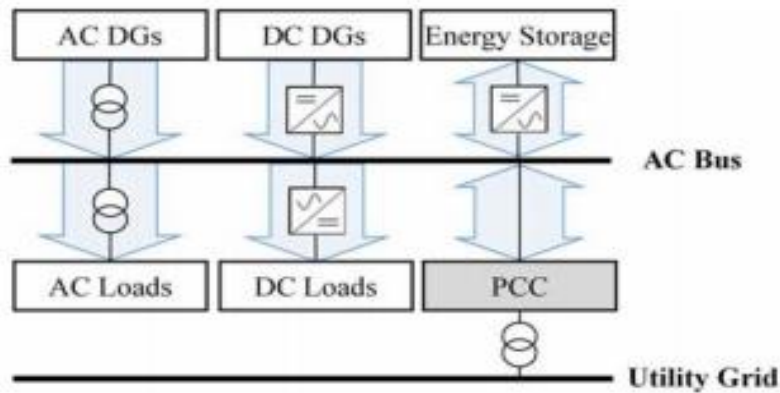 AC DGs
DC DGs
Energy Storage
AC Bus
AC Loads
DC Loads
PCC
Utility Grid